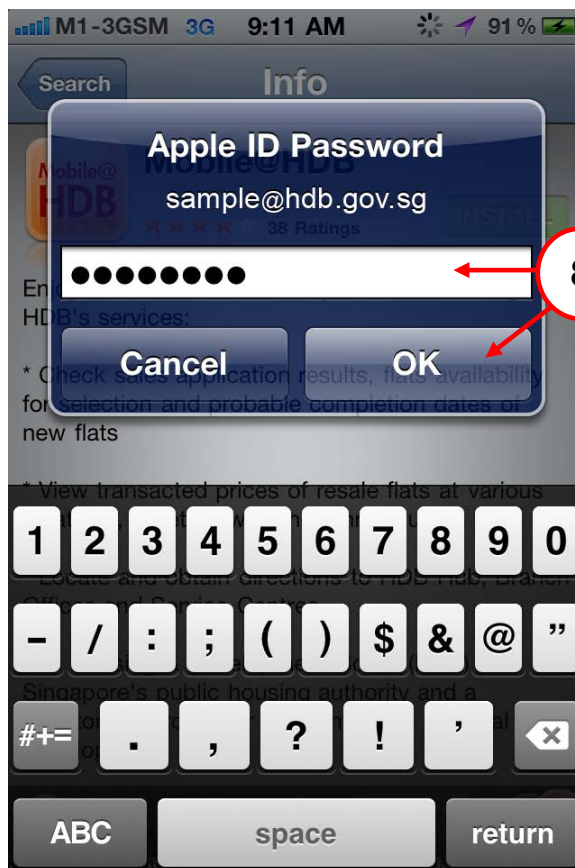 M1-3GSM 3G 9:11 AM 91%
Search Info
Apple ID Password
Mobile@HDB
sample@hdb.gov.sg
Mobile@
HDB
INSTALL
38 Ratings
●●●●●●●●
8
HDB's services:
Cancel OK
* Check sales application results, flats availability
for selection and probable completion dates of
new flats
* View transacted prices of resale flats at various
1 2 3 4 5 6 7 8 9 0
* Locate and obtain directions to HDB Hub, Branch
Offices and Service Centres
- / : ; ( ) $ & @ ”
Singapore's public housing authority and a
#+= . , ? ! ’
ABC space return